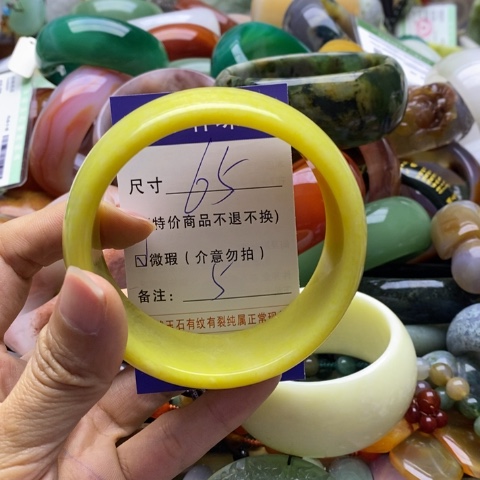 尺寸 65
(特价商品不退不换)
☑微瑕（介意勿拍）
备注： 5
玉石有纹有裂纯属正常现